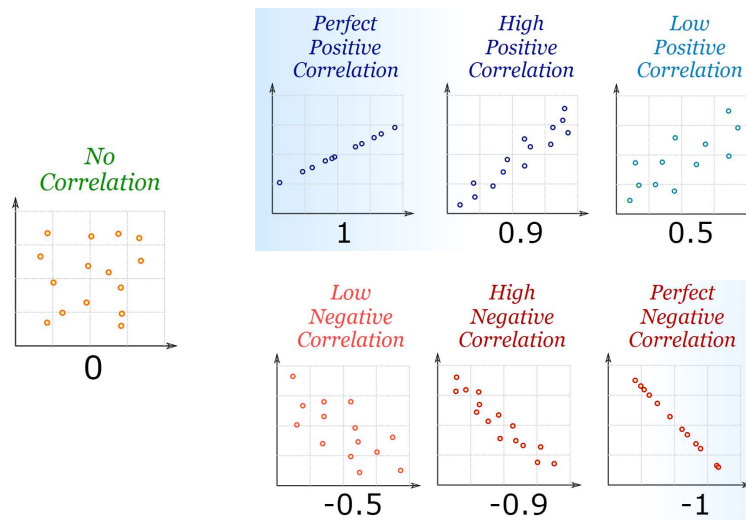 No
Correlation
0
Perfect
Positive
Correlation
1
High
Positive
Correlation
0.9
Low
Positive
Correlation
0.5
Low
Negative
Correlation
-0.5
High
Negative
Correlation
-0.9
Perfect
Negative
Correlation
-1